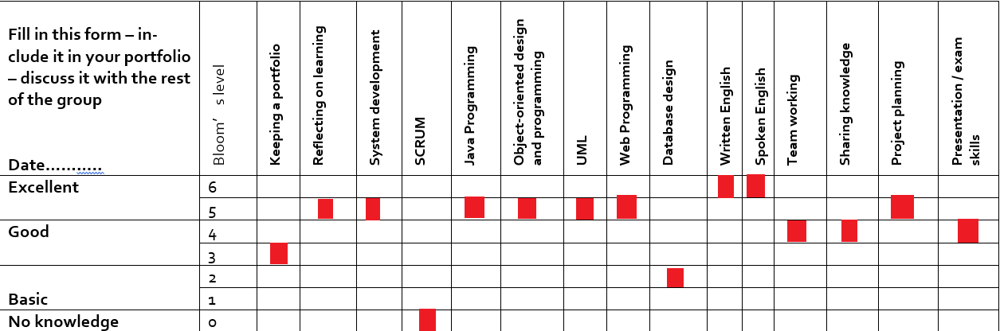 Fill in this form – in-
clude it in your portfolio
– discuss it with the rest
of the group
Date...........
Bloom’ s level
Keeping a portfolio
Reflecting on learning
System development
SCRUM
Java Programming
Object-oriented design
and programming
UML
Web Programming
Database design
Written English
Spoken English
Team working
Sharing knowledge
Project planning
Presentation / exam
skills
Excellent
6
5
Good
4
3
2
Basic
1
No knowledge
0